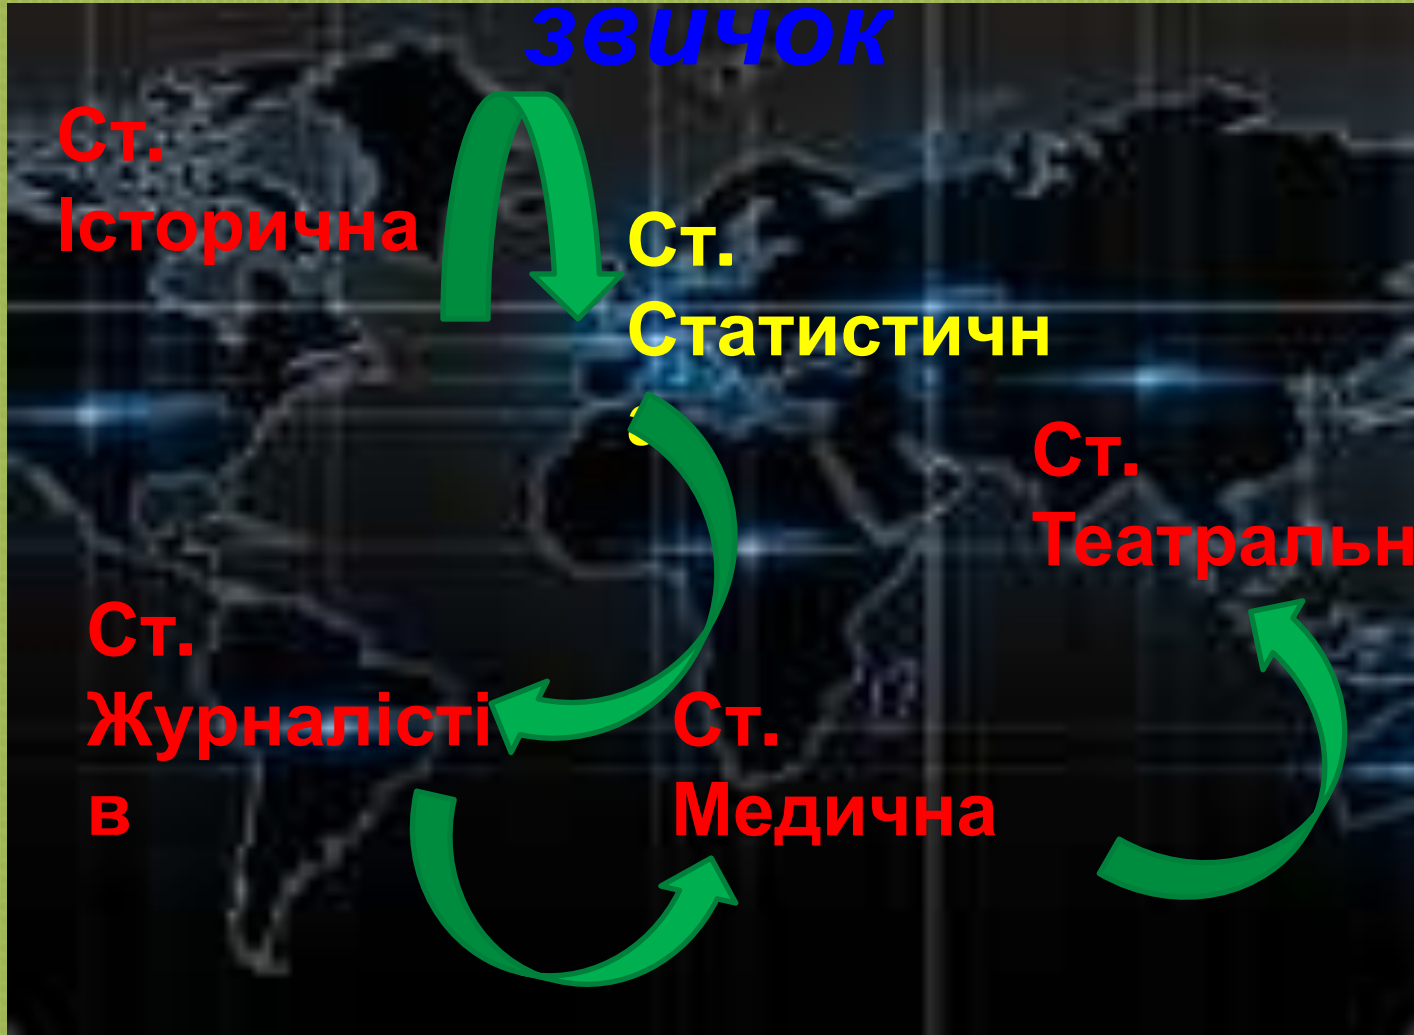 звичок
Ст.
Історична
Ст.
Статистичн
а
Ст.
Журналісті
в
Ст.
Медична
Ст.
Театральн